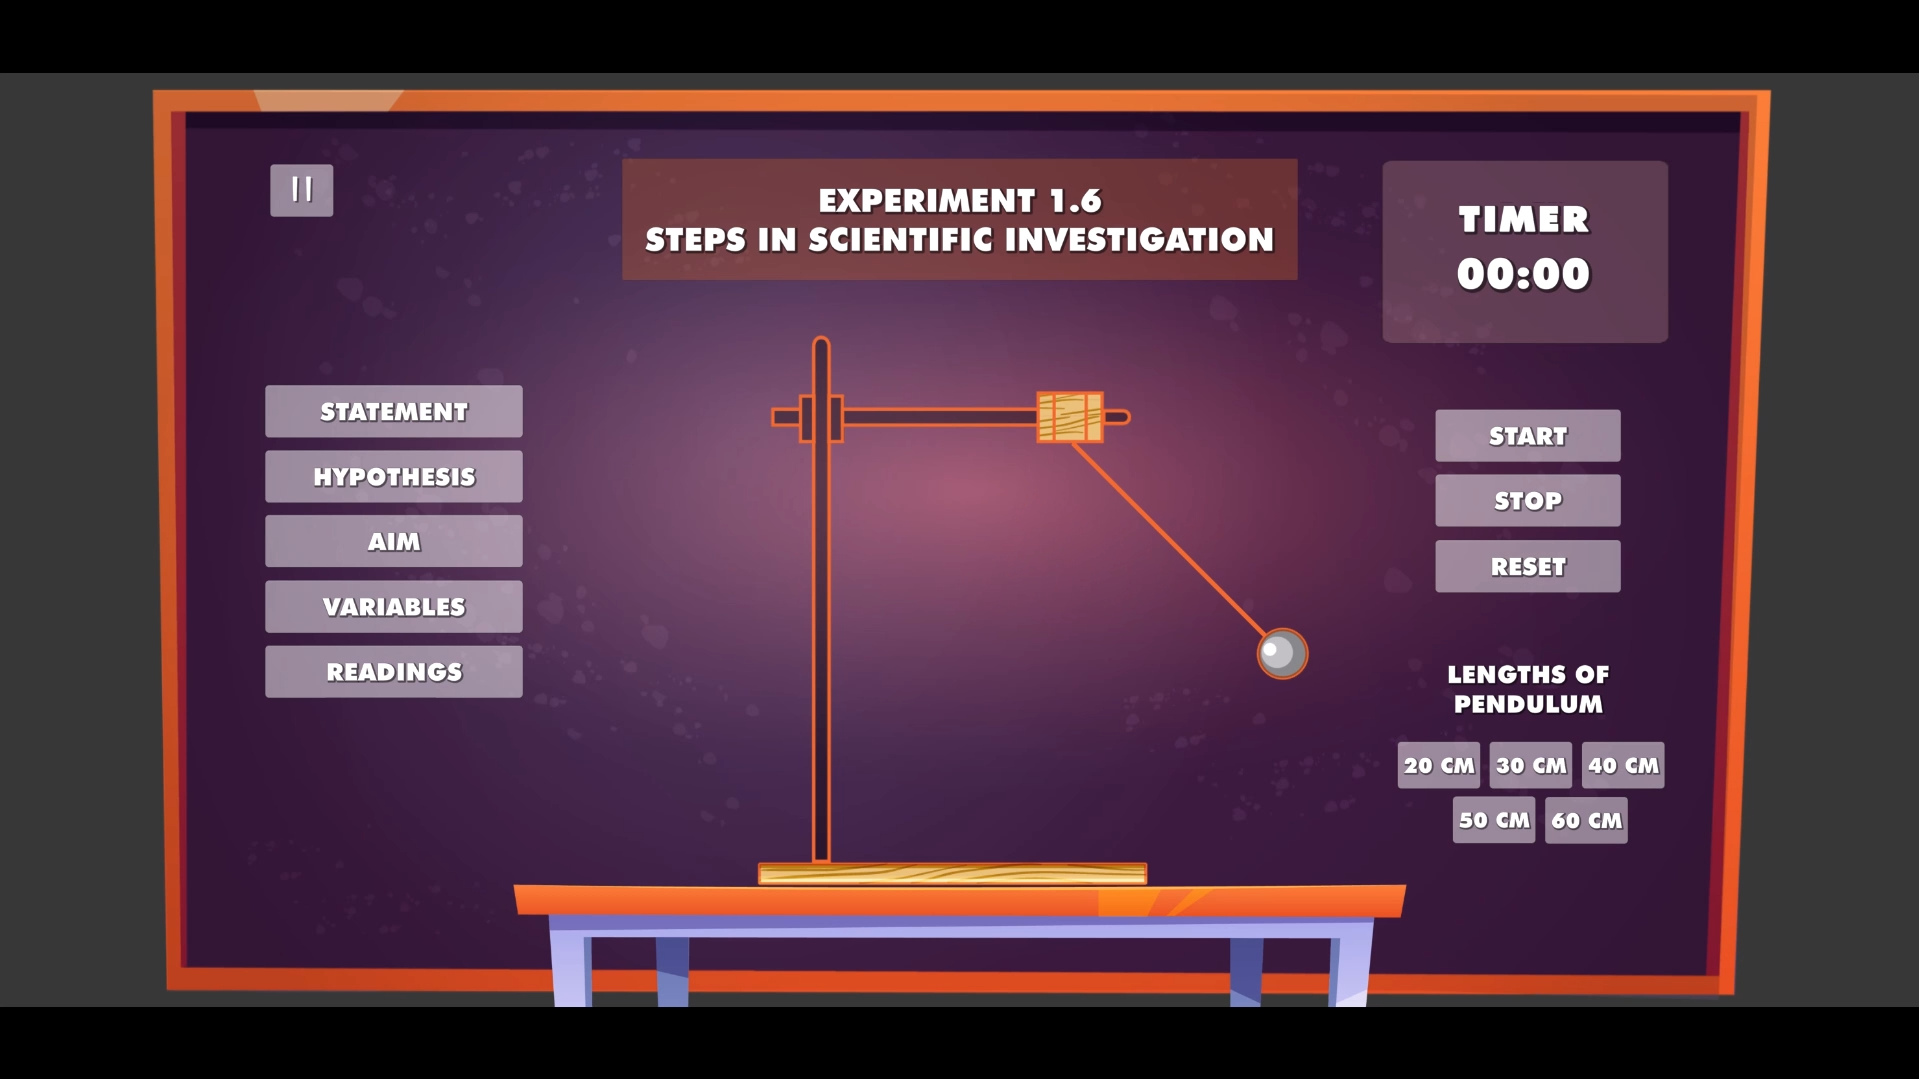 EXPERIMENT 1.6
STEPS IN SCIENTIFIC INVESTIGATION
TIMER
00:00
STATEMENT
HYPOTHESIS
AIM
VARIABLES
READINGS
START
STOP
RESET
LENGTHS OF
PENDULUM
20 CM 30 CM 40 CM
50 CM 60 CM